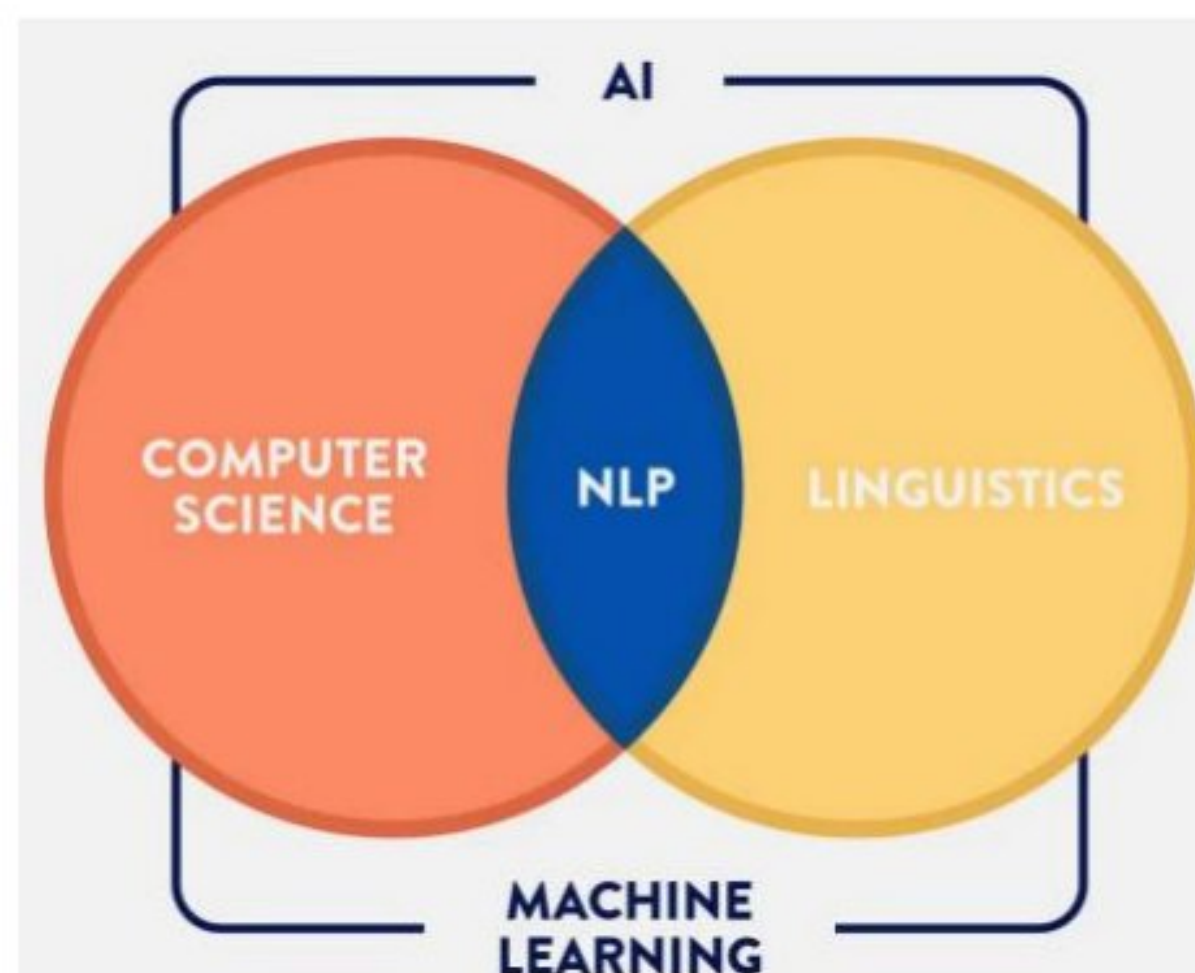 AI
COMPUTER
SCIENCE
NLP
LINGUISTICS
MACHINE
LEARNING